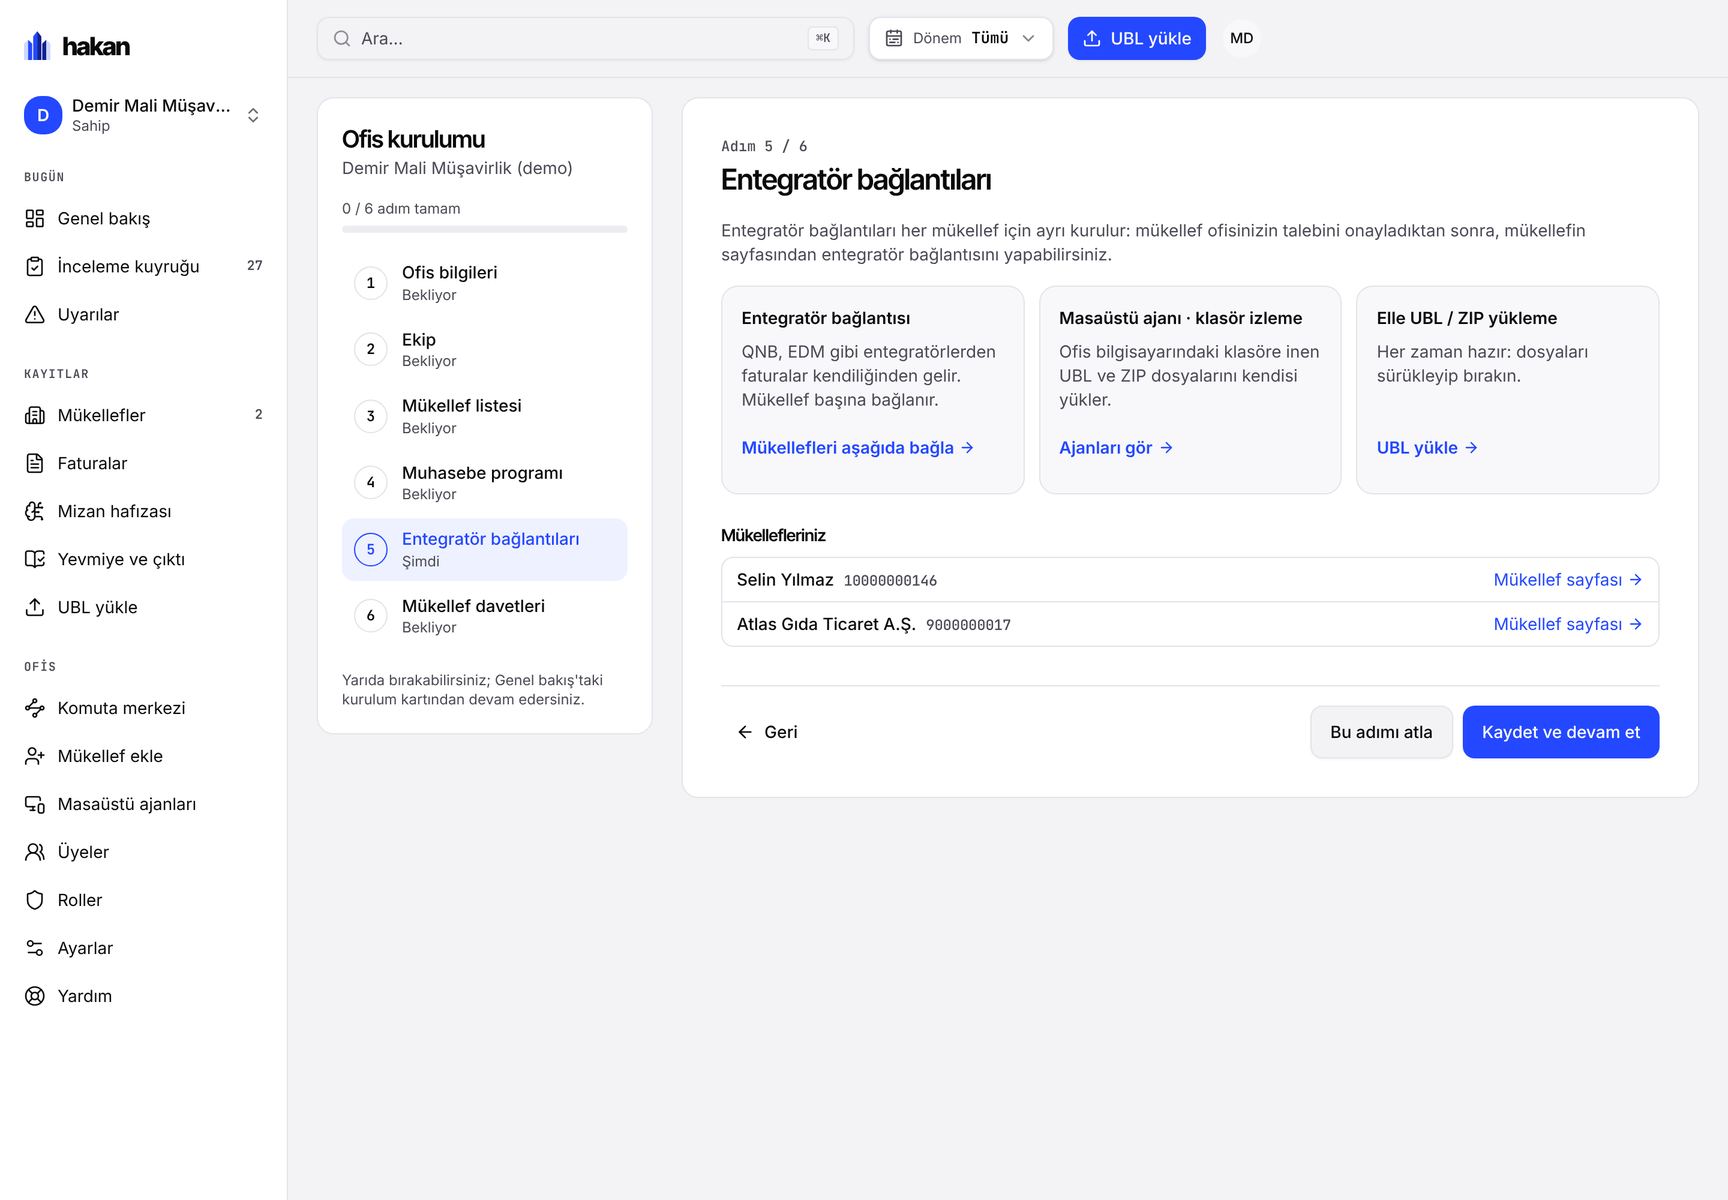 hakan
D
Demir Mali Müşav...
Sahip
BUGÜN
Genel bakış
İnceleme kuyruğu 27
Uyarılar
KAYITLAR
Mükellefler 2
Faturalar
Mizan hafızası
Yevmiye ve çıktı
UBL yükle
OFİS
Komuta merkezi
Mükellef ekle
Masaüstü ajanları
Üyeler
Roller
Ayarlar
Yardım
Ara... ⌘K
Dönem Tümü
UBL yükle
MD
Ofis kurulumu
Demir Mali Müşavirlik (demo)
0 / 6 adım tamam
1 Ofis bilgileri
Bekliyor
2 Ekip
Bekliyor
3 Mükellef listesi
Bekliyor
4 Muhasebe programı
Bekliyor
5 Entegratör bağlantıları
Şimdi
6 Mükellef davetleri
Bekliyor
Yarıda bırakabilirsiniz; Genel bakış'taki
kurulum kartından devam edersiniz.
Adım 5 / 6
Entegratör bağlantıları
Entegratör bağlantıları her mükellef için ayrı kurulur: mükellef ofisinizin talebini onayladıktan sonra, mükellefin
sayfasından entegratör bağlantısını yapabilirsiniz.
Entegratör bağlantısı
QNB, EDM gibi entegratörlerden
faturalar kendiliğinden gelir.
Mükellef başına bağlanır.
Mükellefleri aşağıda bağla →
Masaüstü ajanı · klasör izleme
Ofis bilgisayarındaki klasöre inen
UBL ve ZIP dosyalarını kendisi
yükler.
Ajanları gör →
Elle UBL / ZIP yükleme
Her zaman hazır: dosyaları
sürükleyip bırakın.
UBL yükle →
Mükellefleriniz
Selin Yılmaz 10000000146 Mükellef sayfası →
Atlas Gıda Ticaret A.Ş. 9000000017 Mükellef sayfası →
← Geri
Bu adımı atla
Kaydet ve devam et